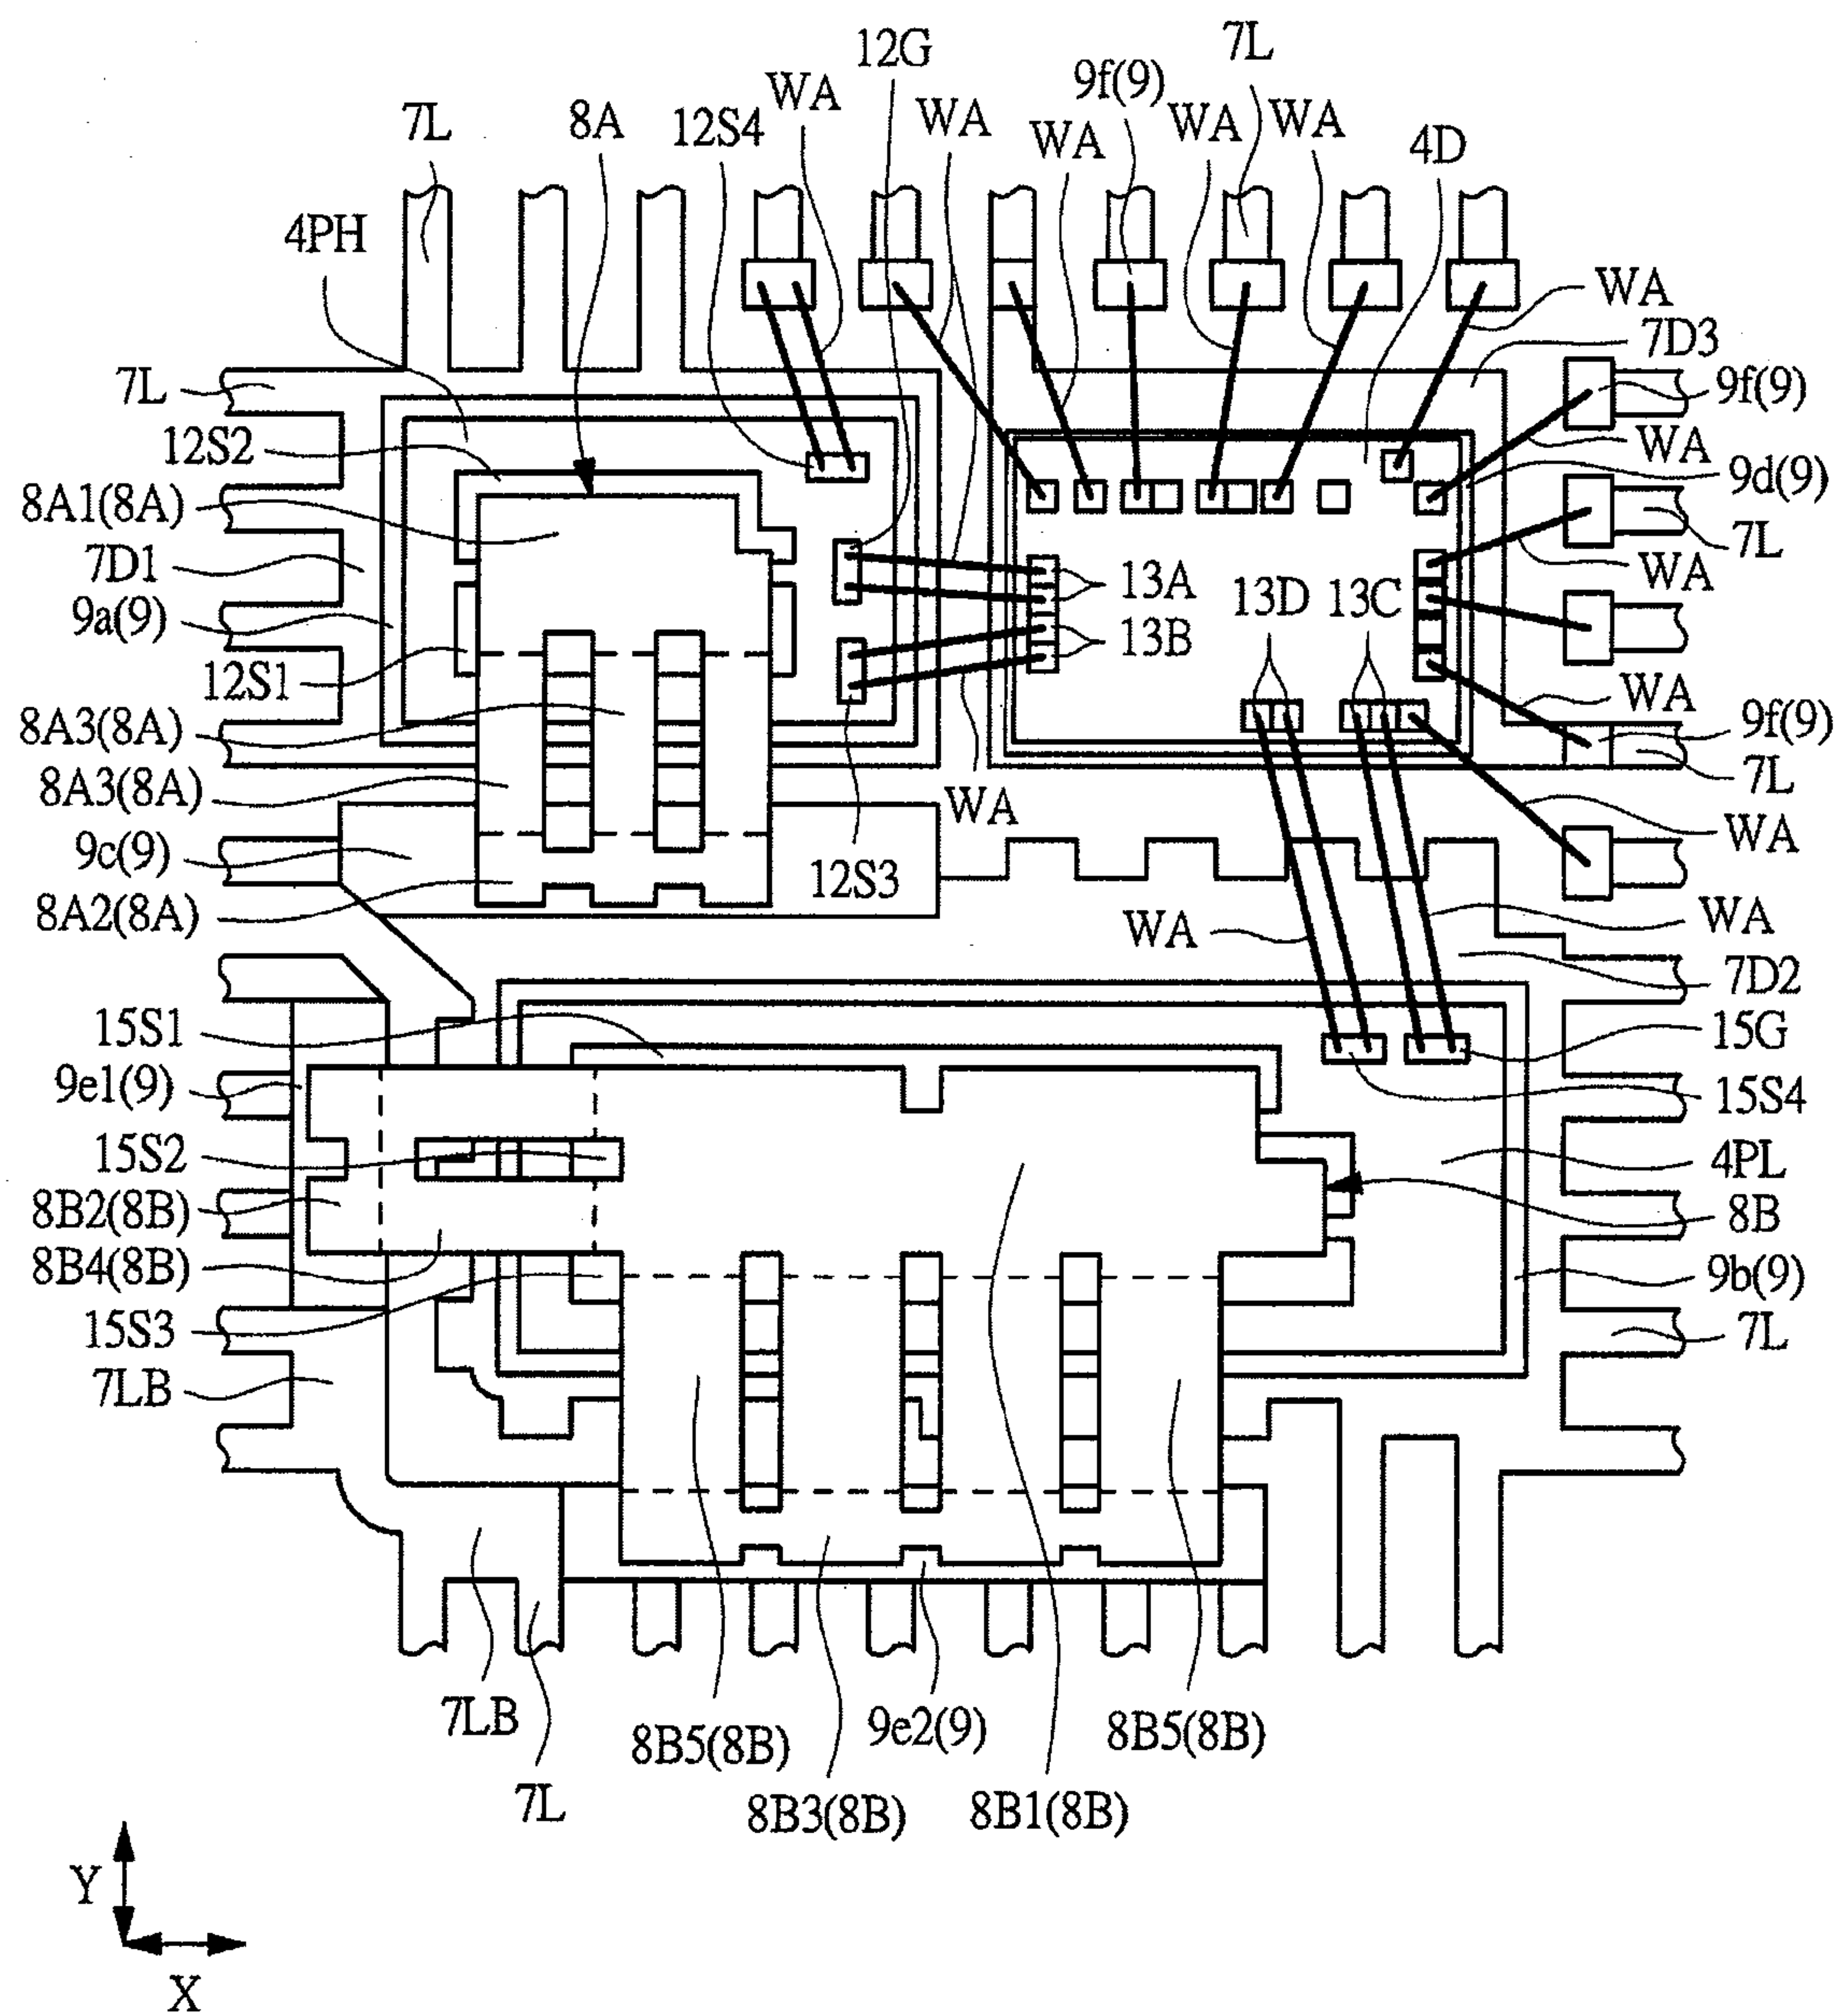 12G
7L
WA
9f(9)
7L
8A
12S4
WA
WA
WA
WA
4D
4PH
WA
7D3
7L
9f(9)
12S2
WA
8A1(8A)
9d(9)
7D1
7L
13A
13D
13C
WA
9a(9)
13B
12S1
WA
8A3(8A)
9f(9)
8A3(8A)
7L
WA
WA
9c(9)
12S3
8A2(8A)
WA
WA
7D2
15S1
15G
9e1(9)
15S4
15S2
4PL
8B2(8B)
8B
8B4(8B)
9b(9)
15S3
7L
7LB
7LB
9e2(9)
8B5(8B)
8B5(8B)
7L
8B3(8B)
8B1(8B)
Y
X